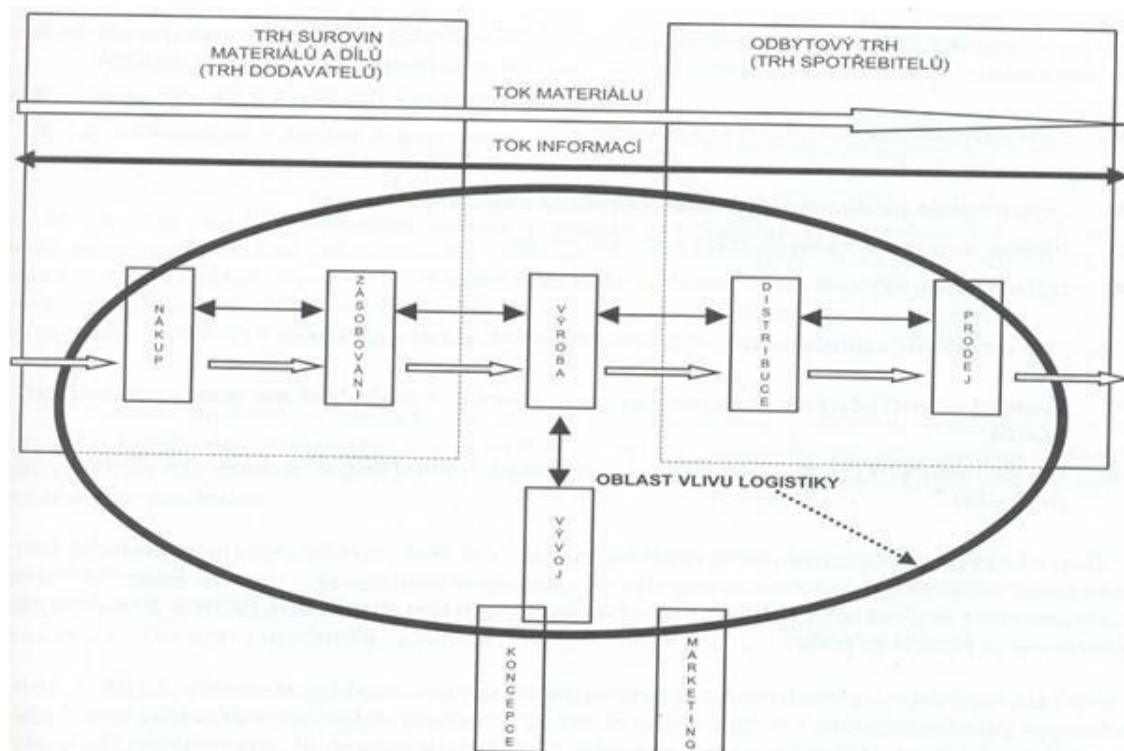 TRH SUROVIN
MATERIÁLŮ A DÍLŮ
(TRH DODAVATELŮ)
ODBYTOVÝ TRH
(TRH SPOTŘEBITELŮ)
TOK MATERIÁLU
TOK INFORMACÍ
NÁKUP
ZÁSOBOVÁNÍ
VÝROBA
DISTRIBUCE
PRODEJ
OBLAST VLIVU LOGISTIKY
VÝVOJ
KONCEPCE
MARKETING